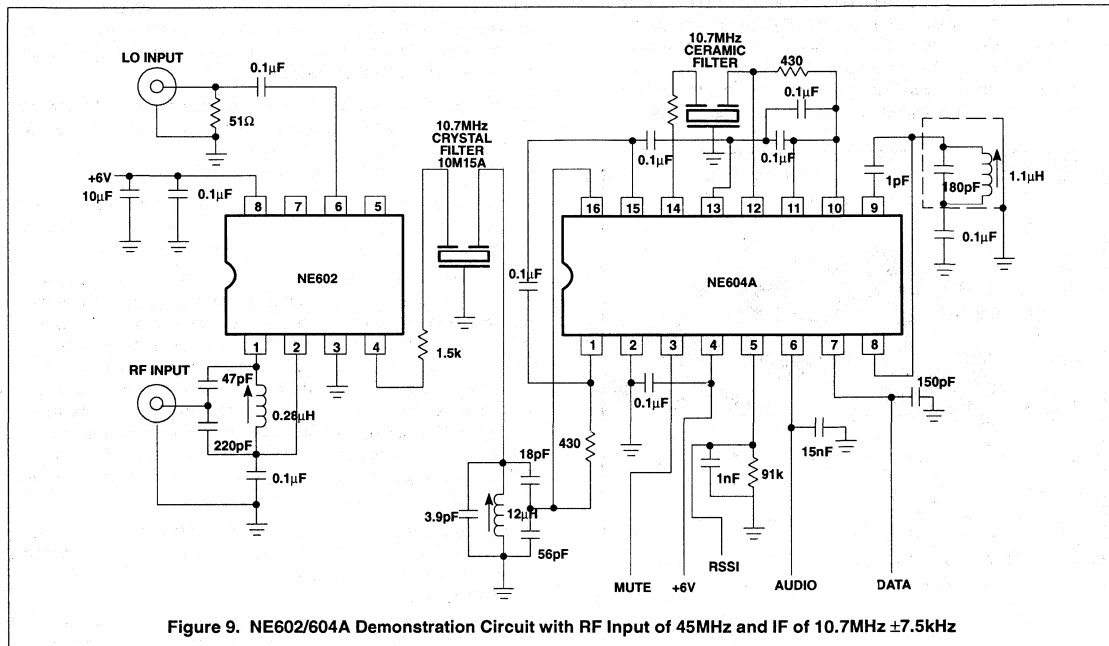 LO INPUT
0.1µF
51Ω
+6V
10µF
0.1µF
8
7
6
5
NE602
1
2
3
4
RF INPUT
47pF
0.28µH
220pF
0.1µF
1.5k
10.7MHz
CRYSTAL
FILTER
10M15A
10.7MHz
CERAMIC
FILTER
430
0.1µF
0.1µF
0.1µF
1pF
180pF
1.1µH
0.1µF
0.1µF
16
15
14
13
12
11
10
9
NE604A
1
2
3
4
5
6
7
8
430
18pF
3.9pF
12µH
56pF
0.1µF
1nF
91k
15nF
150pF
MUTE
+6V
RSSI
AUDIO
DATA
Figure 9. NE602/604A Demonstration Circuit with RF Input of 45MHz and IF of 10.7MHz ±7.5kHz